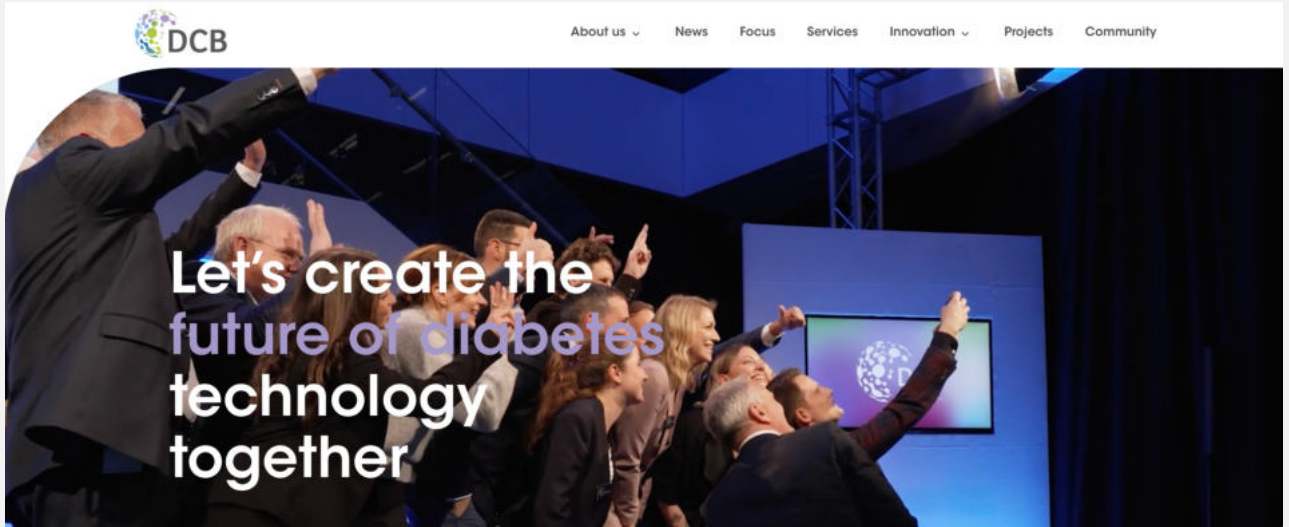 DCB
About us
News
Focus
Services
Innovation
Projects
Community
Let's create the
future of diabetes
technology
together
D